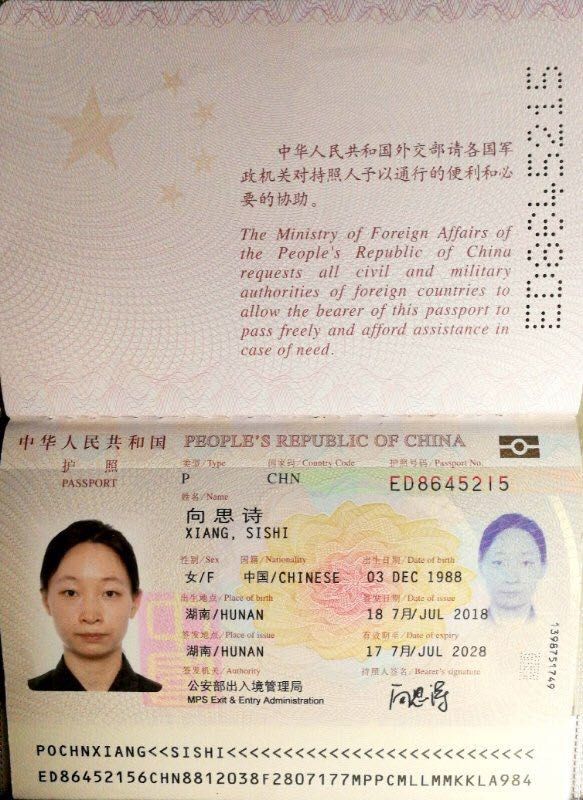 ED8645215
中华人民共和国外交部请各国军
政机关对持照人予以通行的便利和必
要的协助。
The Ministry of Foreign Affairs of
the People's Republic of China
requests all civil and military
authorities of foreign countries to
allow the bearer of this passport to
pass freely and afford assistance in
case of need.
中华人民共和国 PEOPLE'S REPUBLIC OF CHINA
护 照
PASSPORT
类型/Type 国家码/Country Code 护照号码/Passport No.
P CHN ED8645215
姓名/Name
向思诗
XIANG, SISHI
性别/Sex 国籍/Nationality 出生日期/Date of birth
女/F 中国/CHINESE 03 DEC 1988
出生地点/Place of birth 签发日期/Date of issue
湖南/HUNAN 18 7月/JUL 2018
签发地点/Place of issue 有效期至/Date of expiry
湖南/HUNAN 17 7月/JUL 2028
签发机关/Authority 持照人签名/Bearer's signature
公安部出入境管理局
MPS Exit & Entry Administration
向思诗
1398751749
POCHNXIANG<<SISHI<<<<<<<<<<<<<<<<<<<<<<<<<<<
ED86452156CHN8812038F2807177MPPCMLLMMKKLA984